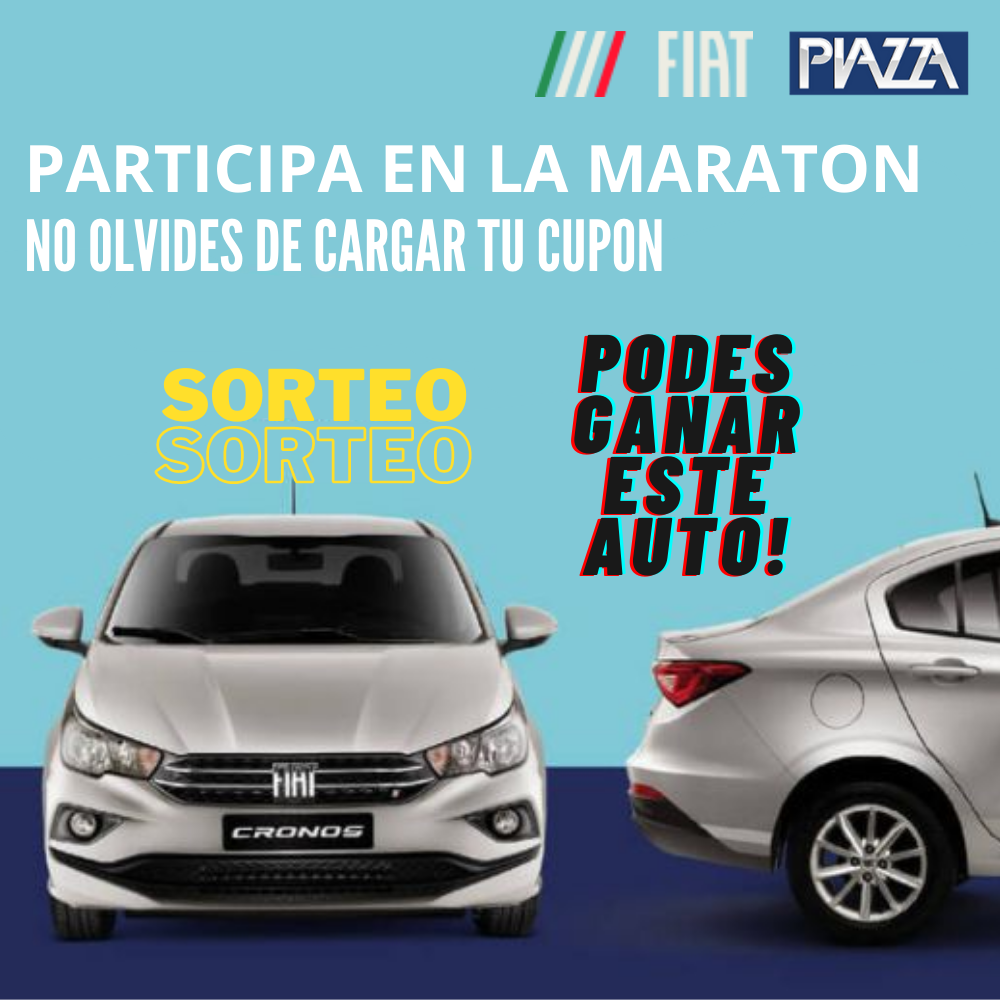 FIAT PIAZZA
PARTICIPA EN LA MARATON
NO OLVIDES DE CARGAR TU CUPON
SORTEO
SORTEO
PODES
GANAR
ESTE
AUTO!
FIAT
CRONOS